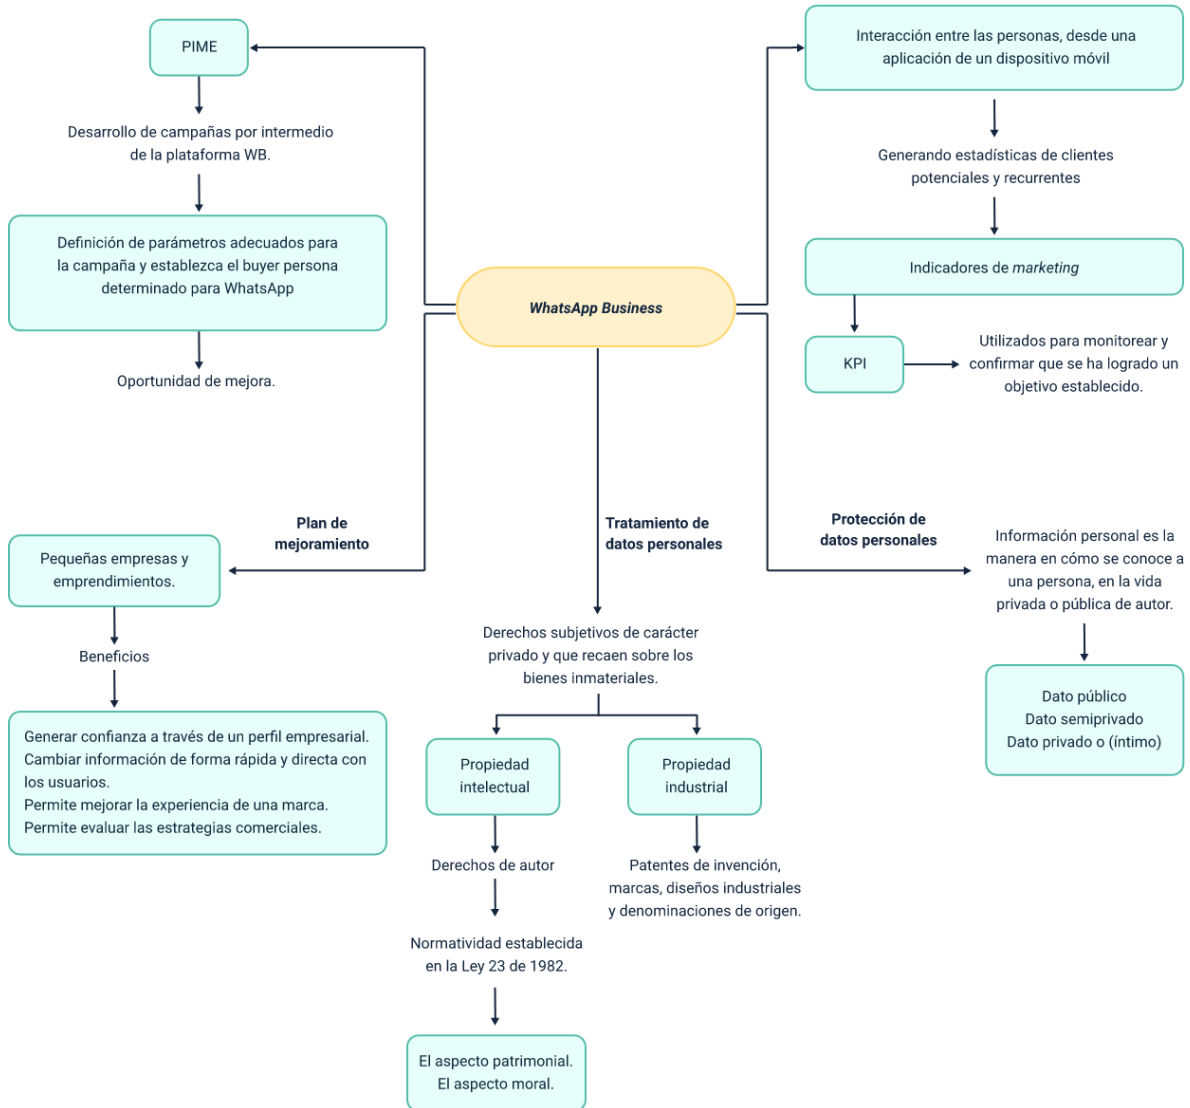 PIME
Desarrollo de campañas por intermedio
de la plataforma WB.
Definición de parámetros adecuados para
la campaña y establezca el buyer persona
determinado para WhatsApp
Oportunidad de mejora.
Interacción entre las personas, desde una
aplicación de un dispositivo móvil
Generando estadísticas de clientes
potenciales y recurrentes
Indicadores de marketing
KPI
Utilizados para monitorear y
confirmar que se ha logrado un
objetivo establecido.
WhatsApp Business
Plan de
mejoramiento
Pequeñas empresas y
emprendimientos.
Beneficios
Generar confianza a través de un perfil empresarial.
Cambiar información de forma rápida y directa con
los usuarios.
Permite mejorar la experiencia de una marca.
Permite evaluar las estrategias comerciales.
Tratamiento de
datos personales
Derechos subjetivos de carácter
privado y que recaen sobre los
bienes inmateriales.
Propiedad
intelectual
Derechos de autor
Normatividad establecida
en la Ley 23 de 1982.
El aspecto patrimonial.
El aspecto moral.
Propiedad
industrial
Patentes de invención,
marcas, diseños industriales
y denominaciones de origen.
Protección de
datos personales
Información personal es la
manera en cómo se conoce a
una persona, en la vida
privada o pública de autor.
Dato público
Dato semiprivado
Dato privado o (íntimo)